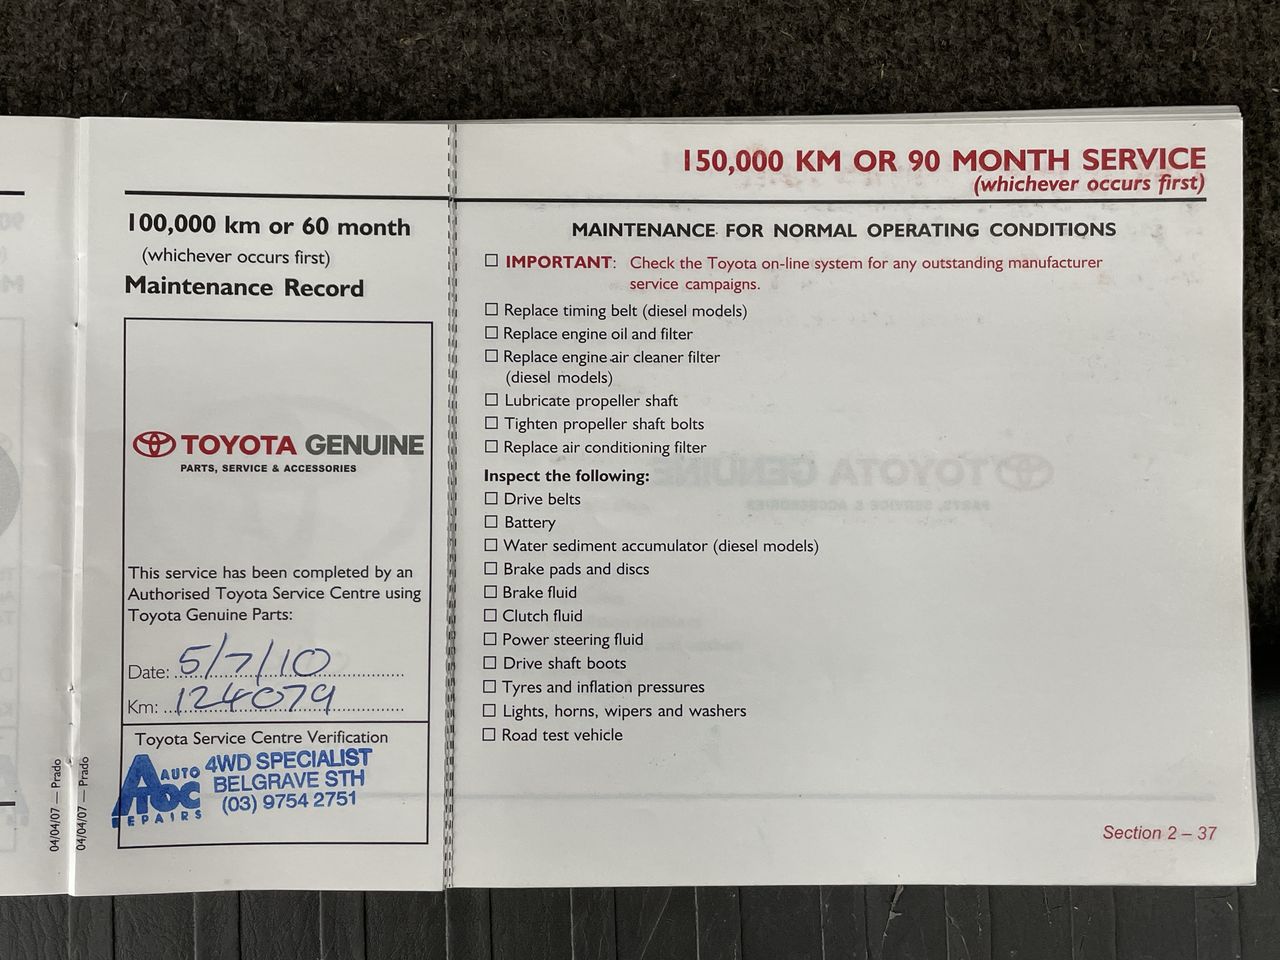 100,000 km or 60 month
(whichever occurs first)
Maintenance Record
TOYOTA GENUINE
PARTS, SERVICE & ACCESSORIES
This service has been completed by an
Authorised Toyota Service Centre using
Toyota Genuine Parts:
Date: 5/7/10
Km: 124079
Toyota Service Centre Verification
AUTO
ATOC
REPAIRS
4WD SPECIALIST
BELGRAVE STH
(03) 9754 2751
04/04/07 — Prado
04/04/07 — Prado
150,000 KM OR 90 MONTH SERVICE
(whichever occurs first)
MAINTENANCE FOR NORMAL OPERATING CONDITIONS
IMPORTANT: Check the Toyota on-line system for any outstanding manufacturer
service campaigns.
Replace timing belt (diesel models)
Replace engine oil and filter
Replace engine air cleaner filter
(diesel models)
Lubricate propeller shaft
Tighten propeller shaft bolts
Replace air conditioning filter
Inspect the following:
Drive belts
Battery
Water sediment accumulator (diesel models)
Brake pads and discs
Brake fluid
Clutch fluid
Power steering fluid
Drive shaft boots
Tyres and inflation pressures
Lights, horns, wipers and washers
Road test vehicle
Section 2 – 37